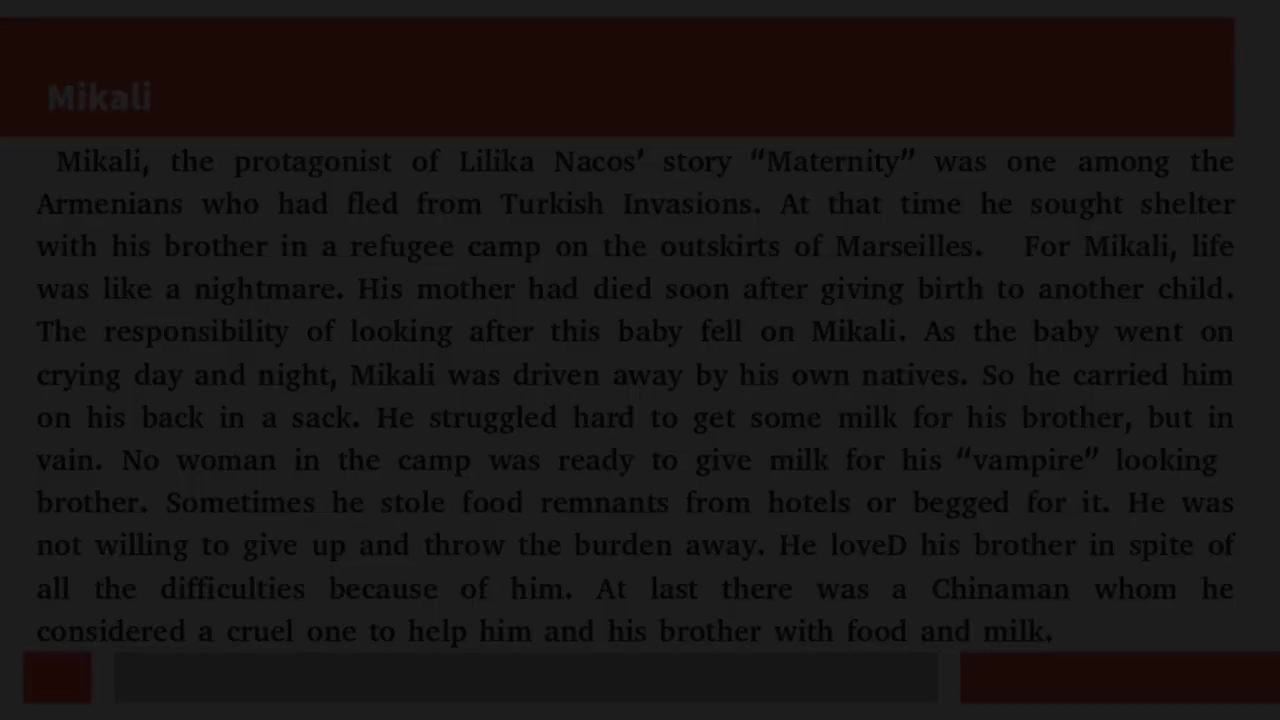 Mikali
Mikali, the protagonist of Lilika Nacos’ story “Maternity” was one among the
Armenians who had fled from Turkish Invasions. At that time he sought shelter
with his brother in a refugee camp on the outskirts of Marseilles. For Mikali, life
was like a nightmare. His mother had died soon after giving birth to another child.
The responsibility of looking after this baby fell on Mikali. As the baby went on
crying day and night, Mikali was driven away by his own natives. So he carried him
on his back in a sack. He struggled hard to get some milk for his brother, but in
vain. No woman in the camp was ready to give milk for his “vampire” looking
brother. Sometimes he stole food remnants from hotels or begged for it. He was
not willing to give up and throw the burden away. He loveD his brother in spite of
all the difficulties because of him. At last there was a Chinaman whom he
considered a cruel one to help him and his brother with food and milk.